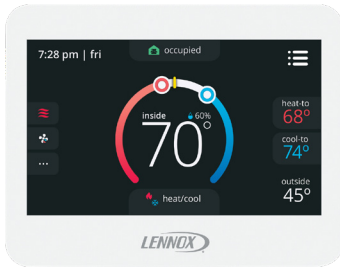 7:28 pm | fri
occupied
inside
60%
70°
heat-to
68°
cool-to
74°
outside
45°
heat/cool
LENNOX